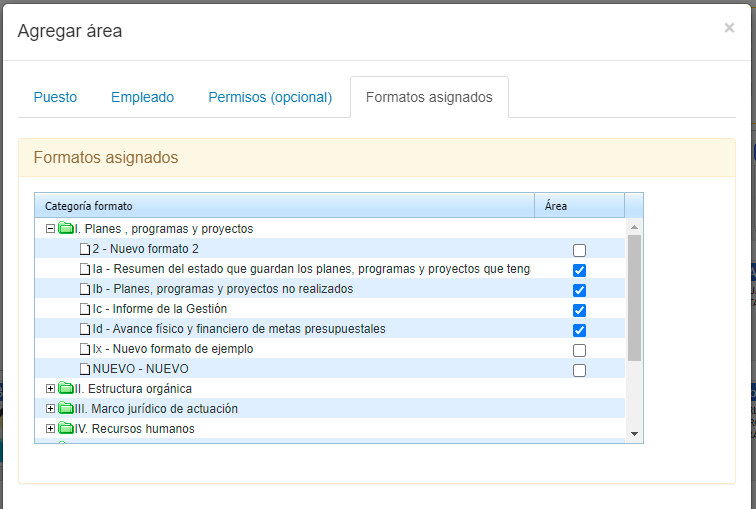 Agregar área
×
Puesto
Empleado
Permisos (opcional)
Formatos asignados
Formatos asignados
Categoría formato
Área
I. Planes , programas y proyectos
2 - Nuevo formato 2
Ia - Resumen del estado que guardan los planes, programas y proyectos que teng
Ib - Planes, programas y proyectos no realizados
Ic - Informe de la Gestión
Id - Avance físico y financiero de metas presupuestales
Ix - Nuevo formato de ejemplo
NUEVO - NUEVO
II. Estructura orgánica
III. Marco jurídico de actuación
IV. Recursos humanos